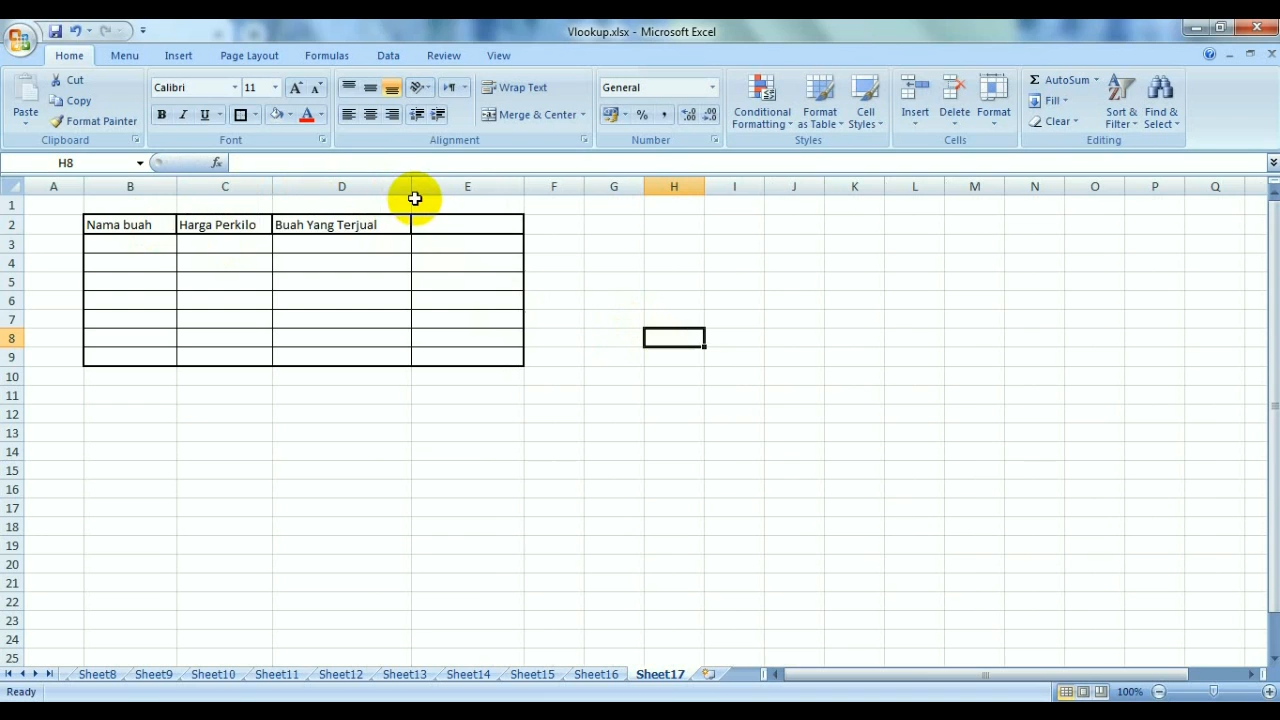 Vlookup.xlsx - Microsoft Excel
Home Menu Insert Page Layout Formulas Data Review View
Paste
Cut
Copy
Format Painter
Clipboard
Calibri 11
A A
B I U A
Font
Wrap Text
Merge & Center
Alignment
General
% ,
Number
Conditional Formatting
Format as Table
Cell Styles
Styles
Insert Delete Format
Cells
Σ AutoSum
Fill
Clear
Sort & Filter
Find & Select
Editing
H8 fx
A B C D E F G H I J K L M N O P Q
1
2 Nama buah Harga Perkilo Buah Yang Terjual
3
4
5
6
7
8
9
10
11
12
13
14
15
16
17
18
19
20
21
22
23
24
25
Sheet8 Sheet9 Sheet10 Sheet11 Sheet12 Sheet13 Sheet14 Sheet15 Sheet16 Sheet17
Ready 100%